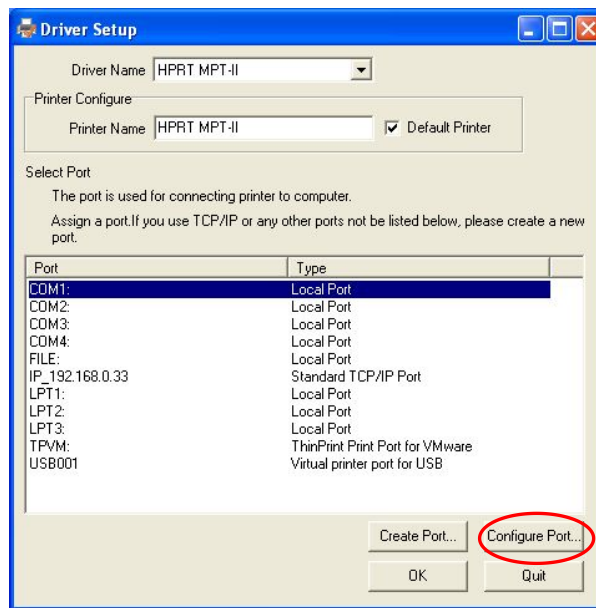 Driver Setup
Driver Name HPRT MPT-II
Printer Configure
Printer Name HPRT MPT-II Default Printer
Select Port
The port is used for connecting printer to computer.
Assign a port.If you use TCP/IP or any other ports not be listed below, please create a new
port.
Port Type
COM1: Local Port
COM2: Local Port
COM3: Local Port
COM4: Local Port
FILE: Local Port
IP_192.168.0.33 Standard TCP/IP Port
LPT1: Local Port
LPT2: Local Port
LPT3: Local Port
TPVM: ThinPrint Print Port for VMware
USB001 Virtual printer port for USB
Create Port... Configure Port...
OK Quit